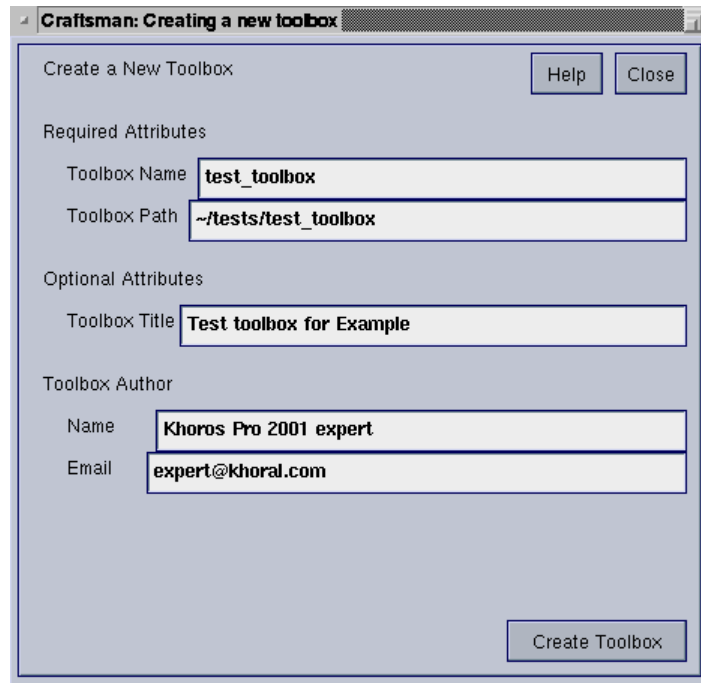 Craftsman: Creating a new toolbox
Create a New Toolbox
Help
Close
Required Attributes
Toolbox Name test_toolbox
Toolbox Path ~/tests/test_toolbox
Optional Attributes
Toolbox Title Test toolbox for Example
Toolbox Author
Name Khoros Pro 2001 expert
Email expert@khoral.com
Create Toolbox